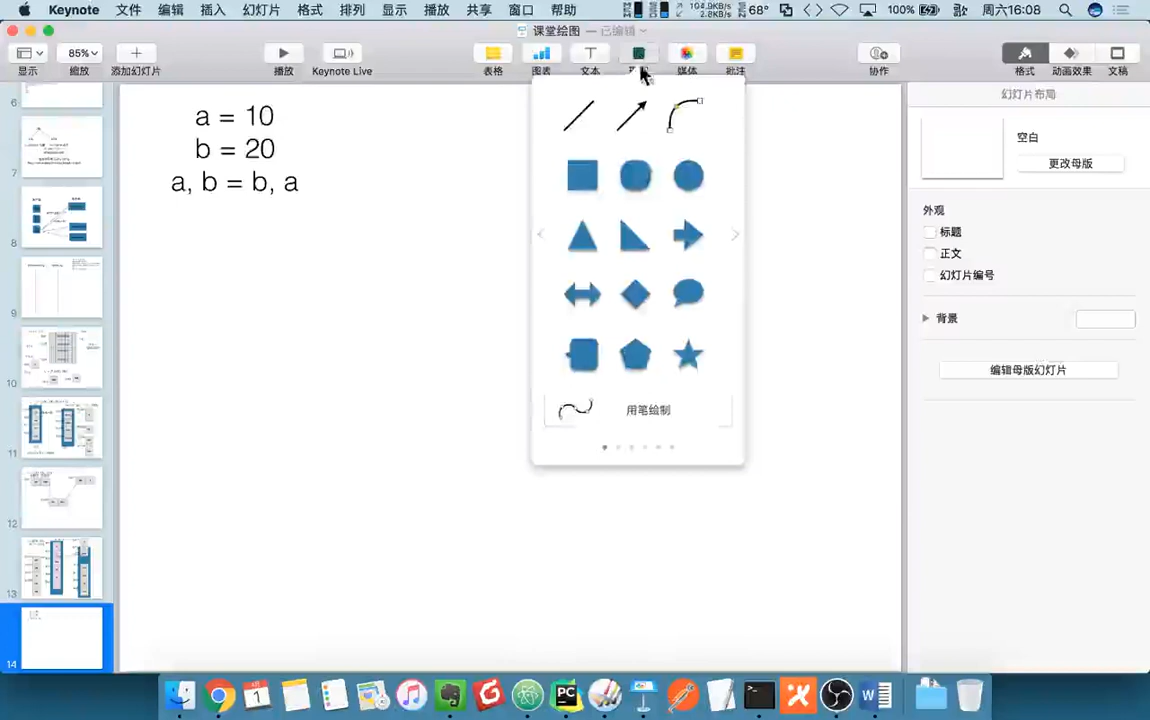 Keynote 文件 编辑 插入 幻灯片 格式 排列 显示 播放 共享 窗口 帮助 104.9KB/s 2.8KB/s 68° 100% 周六16:08
课堂绘图 — 已编辑
85%
显示 缩放 添加幻灯片 播放 Keynote Live 表格 图表 文本 媒体 批注 协作 格式 动画效果 文稿
幻灯片布局
空白
更改母版
外观
标题
正文
幻灯片编号
背景
编辑母版幻灯片
a = 10
b = 20
a, b = b, a
用笔绘制
6
7
8
9
10
11
12
13
14
1
PC
W